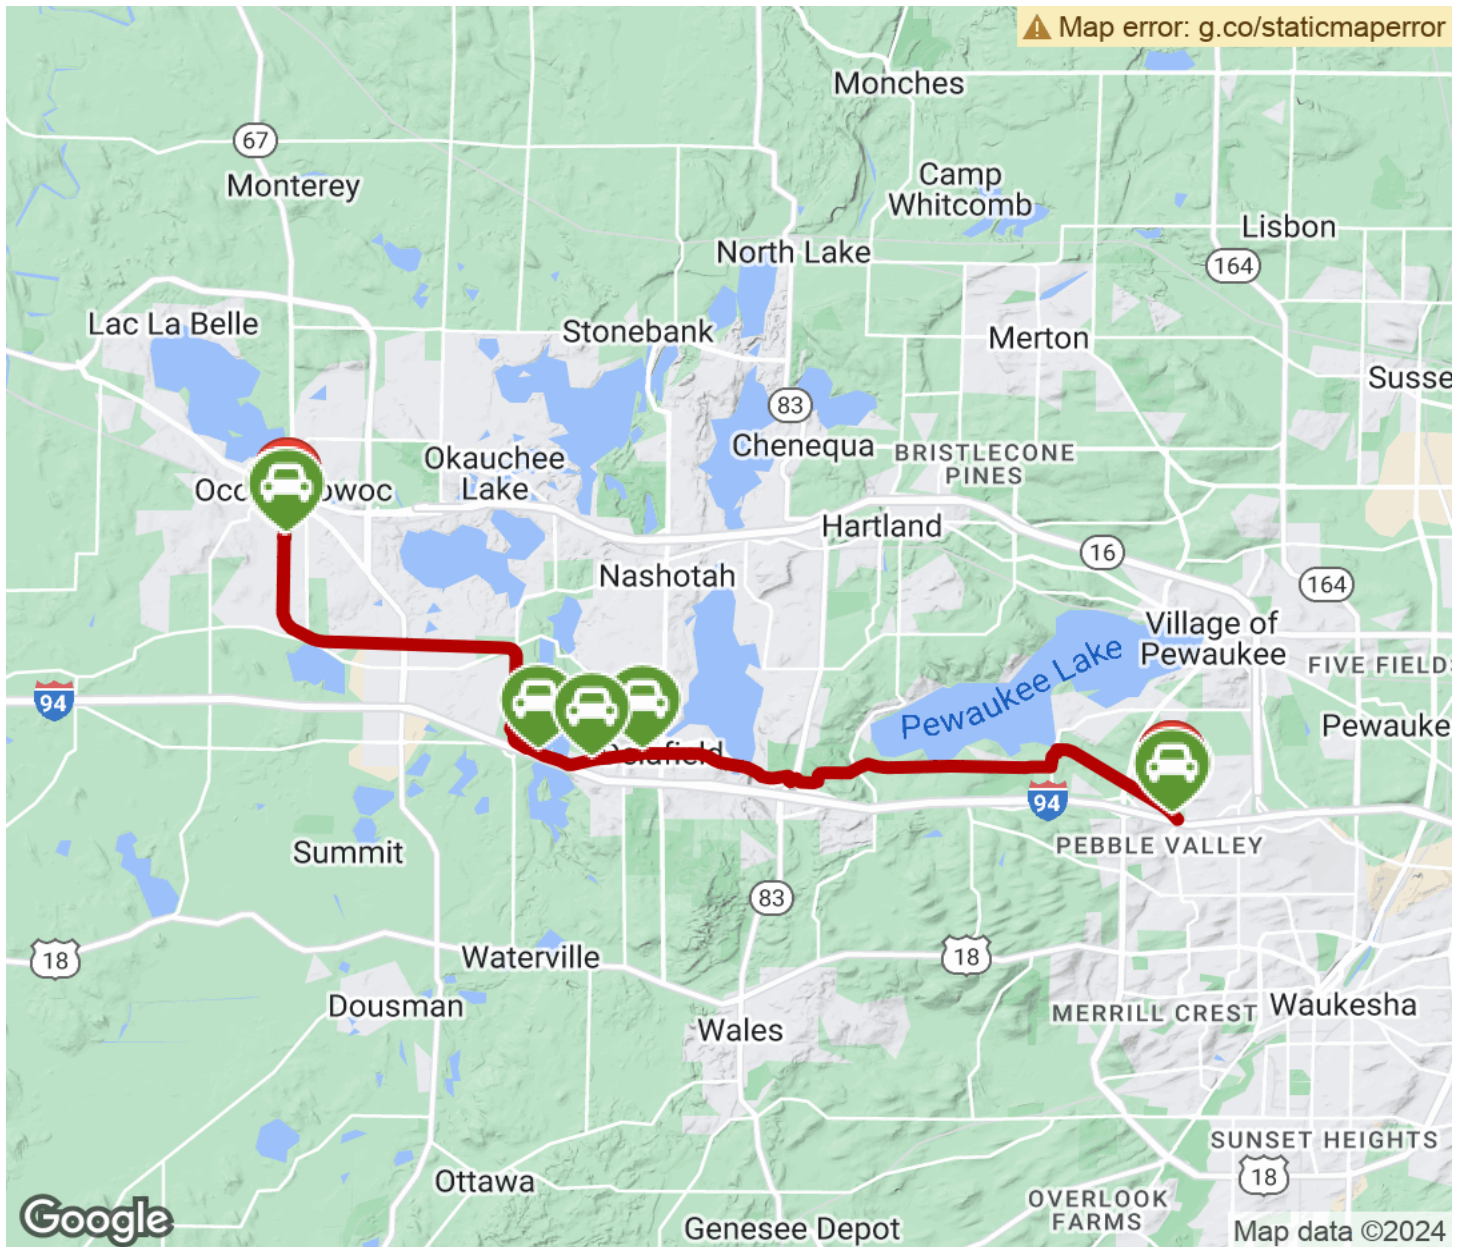 Map error: g.co/staticmaperror
Monches
67
Monterey
Camp
Whitcomb
Lisbon
North Lake
164
Lac La Belle
Stonebank
Merton
Susse
83
Chenequa
BRISTLECONE
PINES
Okauchee
Lake
Hartland
16
Nashotah
164
Village of
Pewaukee
FIVE FIELD
Pewaukee Lake
94
Pewauke
94
PEBBLE VALLEY
Summit
83
18
Waterville
18
Dousman
Wales
MERRILL CREST
Waukesha
SUNSET HEIGHTS
18
Ottawa
OVERLOOK
FARMS
Google
Genesee Depot
Map data ©2024